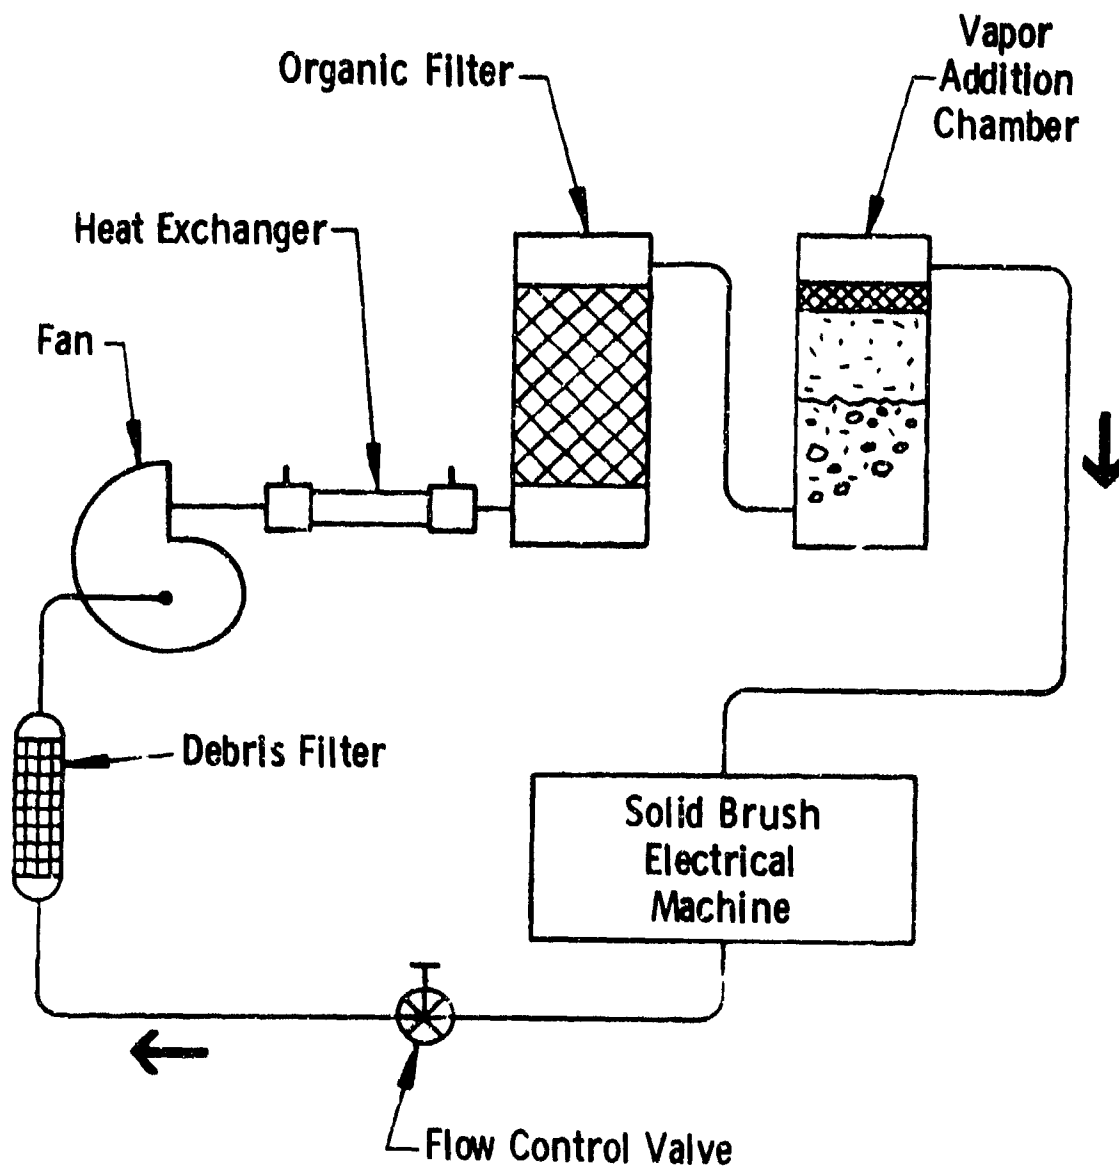 Vapor
Addition
Chamber
Organic Filter
Heat Exchanger
Fan
Debris Filter
Solid Brush
Electrical
Machine
Flow Control Valve